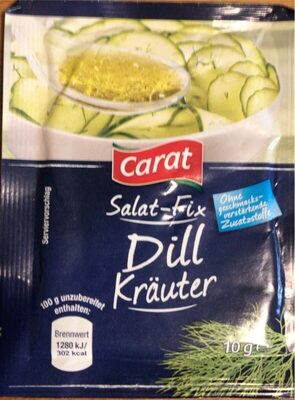 Carat
Salat-Fix
Dill
Kräuter
Ohne
geschmacks-
verstärkende
Zusatzstoffe
Serviervorschlag
100 g unzubereitet
enthalten:
Brennwert
1280 kJ/
302 kcal
10 g e